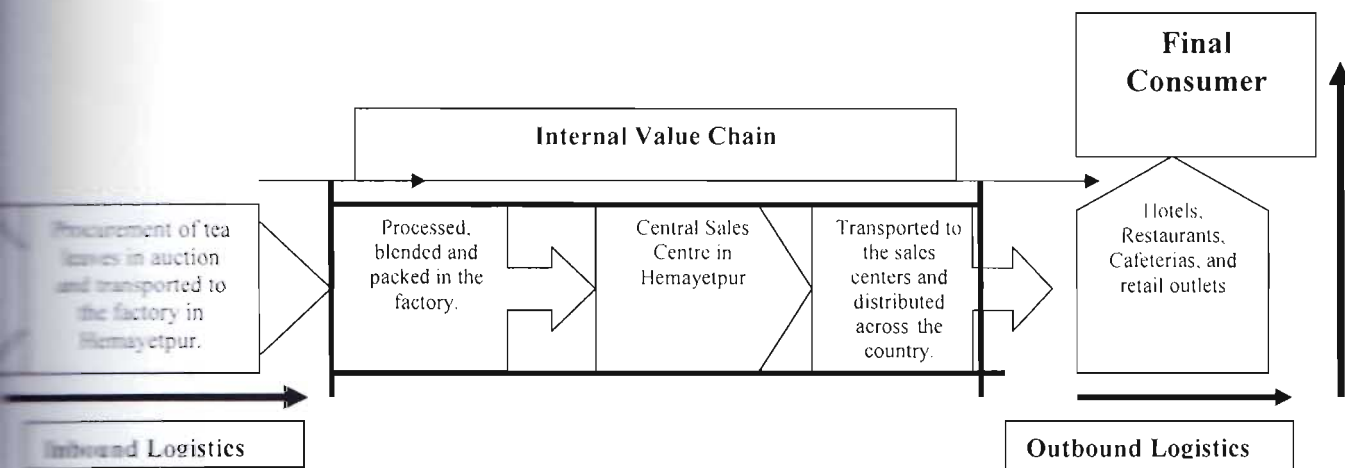 Final
Consumer
Internal Value Chain
Procurement of tea
leaves in auction
and transported to
the factory in
Hemayetpur.
Processed,
blended and
packed in the
factory.
Central Sales
Centre in
Hemayetpur
Transported to
the sales
centers and
distributed
across the
country.
Hotels,
Restaurants,
Cafeterias, and
retail outlets
Inbound Logistics
Outbound Logistics